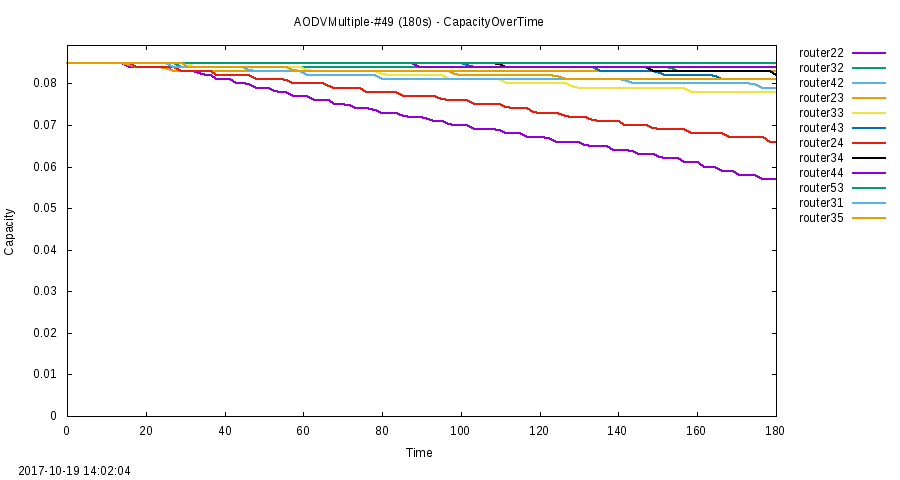 AODVMultiple-#49 (180s) - CapacityOverTime
router22
router32
router42
router23
router33
router43
router24
router34
router44
router53
router31
router35
0.08
0.07
0.06
0.05
0.04
0.03
0.02
0.01
0
Capacity
0 20 40 60 80 100 120 140 160 180
Time
2017-10-19 14:02:04